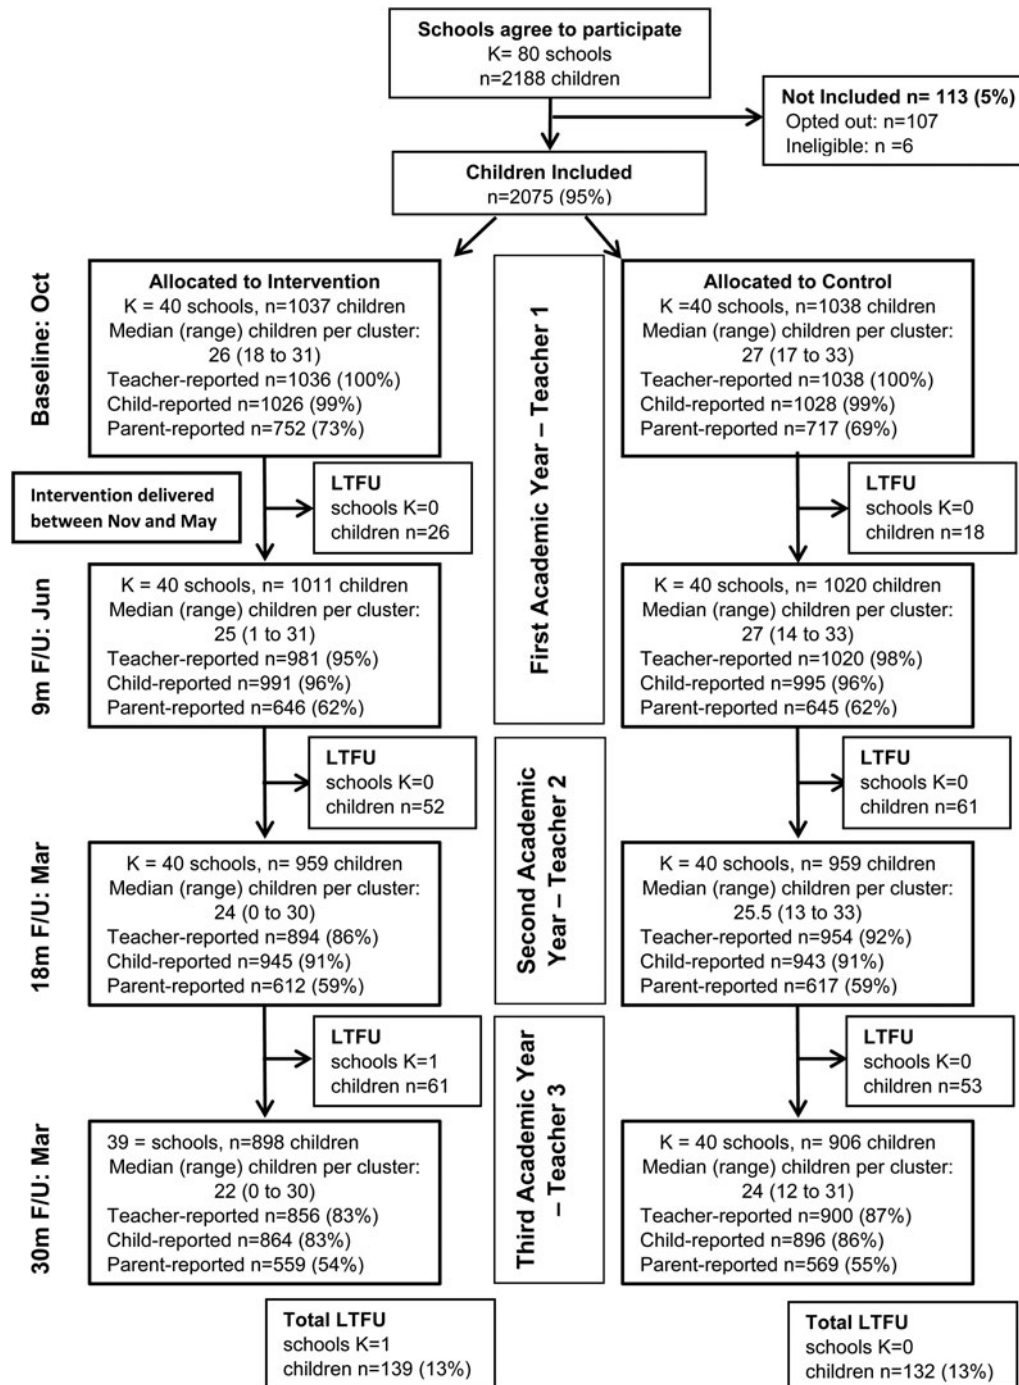 Schools agree to participate
K= 80 schools
n=2188 children
Not Included n= 113 (5%)
Opted out: n=107
Ineligible: n =6
Children Included
n=2075 (95%)
Baseline: Oct
Allocated to Intervention
K = 40 schools, n=1037 children
Median (range) children per cluster:
26 (18 to 31)
Teacher-reported n=1036 (100%)
Child-reported n=1026 (99%)
Parent-reported n=752 (73%)
First Academic Year – Teacher 1
Allocated to Control
K =40 schools, n=1038 children
Median (range) children per cluster:
27 (17 to 33)
Teacher-reported n=1038 (100%)
Child-reported n=1028 (99%)
Parent-reported n=717 (69%)
Intervention delivered
between Nov and May
LTFU
schools K=0
children n=26
LTFU
schools K=0
children n=18
9m F/U: Jun
K = 40 schools, n= 1011 children
Median (range) children per cluster:
25 (1 to 31)
Teacher-reported n=981 (95%)
Child-reported n=991 (96%)
Parent-reported n=646 (62%)
K = 40 schools, n= 1020 children
Median (range) children per cluster:
27 (14 to 33)
Teacher-reported n=1020 (98%)
Child-reported n=995 (96%)
Parent-reported n=645 (62%)
LTFU
schools K=0
children n=52
Second Academic
Year – Teacher 2
LTFU
schools K=0
children n=61
18m F/U: Mar
K = 40 schools, n= 959 children
Median (range) children per cluster:
24 (0 to 30)
Teacher-reported n=894 (86%)
Child-reported n=945 (91%)
Parent-reported n=612 (59%)
K = 40 schools, n= 959 children
Median (range) children per cluster:
25.5 (13 to 33)
Teacher-reported n=954 (92%)
Child-reported n=943 (91%)
Parent-reported n=617 (59%)
LTFU
schools K=1
children n=61
Third Academic Year
– Teacher 3
LTFU
schools K=0
children n=53
30m F/U: Mar
39 = schools, n=898 children
Median (range) children per cluster:
22 (0 to 30)
Teacher-reported n=856 (83%)
Child-reported n=864 (83%)
Parent-reported n=559 (54%)
K = 40 schools, n= 906 children
Median (range) children per cluster:
24 (12 to 31)
Teacher-reported n=900 (87%)
Child-reported n=896 (86%)
Parent-reported n=569 (55%)
Total LTFU
schools K=1
children n=139 (13%)
Total LTFU
schools K=0
children n=132 (13%)